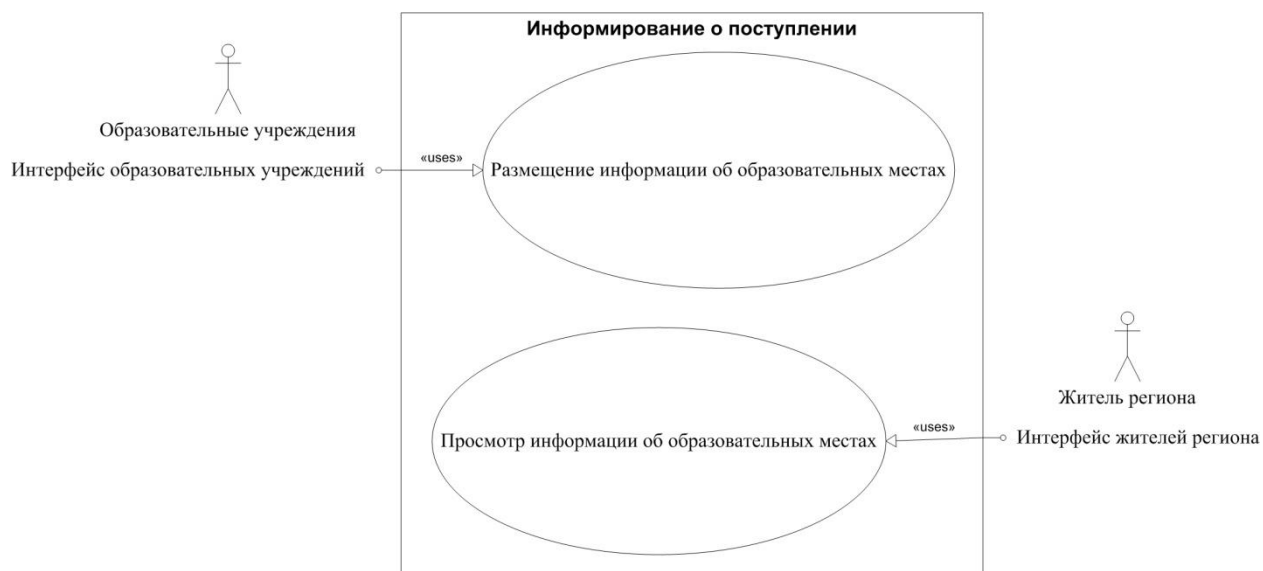 Информирование о поступлении
Образовательные учреждения
Интерфейс образовательных учреждений
«uses»
Размещение информации об образовательных местах
Житель региона
Просмотр информации об образовательных местах
«uses»
Интерфейс жителей региона